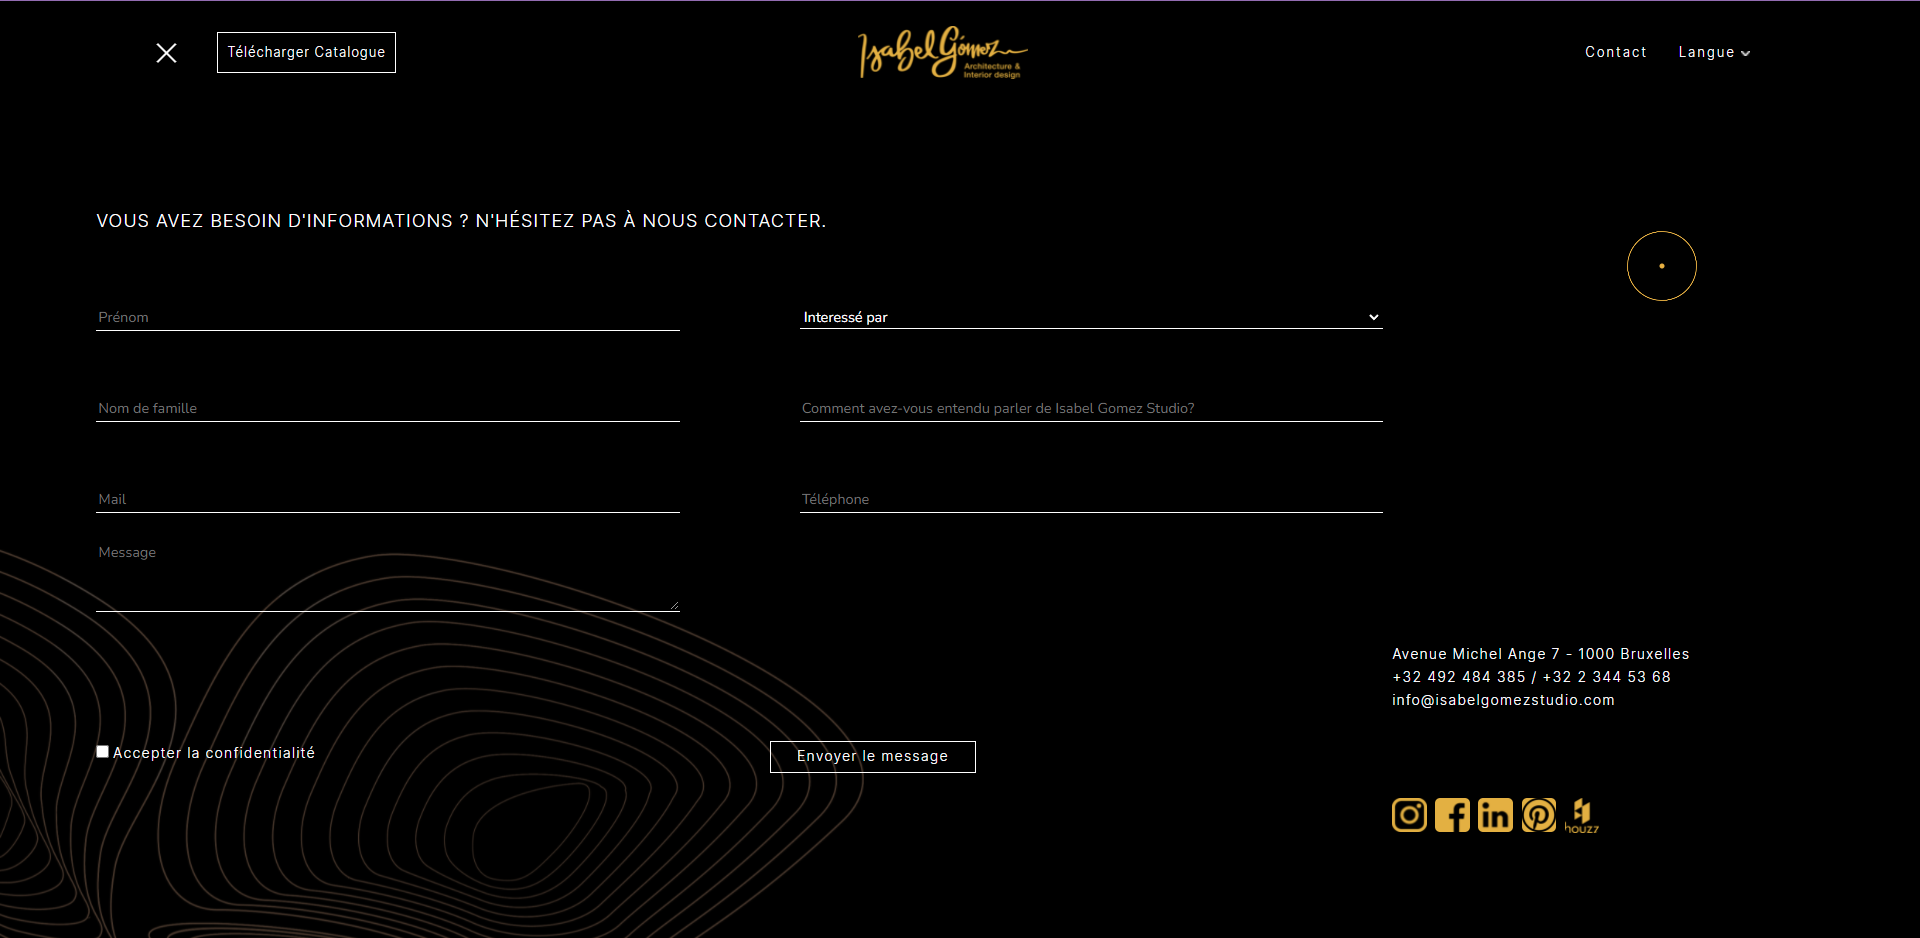 Télécharger Catalogue
Isabel Gómez
Architecture &
Interior design
Contact
Langue
VOUS AVEZ BESOIN D'INFORMATIONS ? N'HÉSITEZ PAS À NOUS CONTACTER.
Prénom
Interessé par
Nom de famille
Comment avez-vous entendu parler de Isabel Gomez Studio?
Mail
Téléphone
Message
Avenue Michel Ange 7 - 1000 Bruxelles
+32 492 484 385 / +32 2 344 53 68
info@isabelgomezstudio.com
Accepter la confidentialité
Envoyer le message
houzz